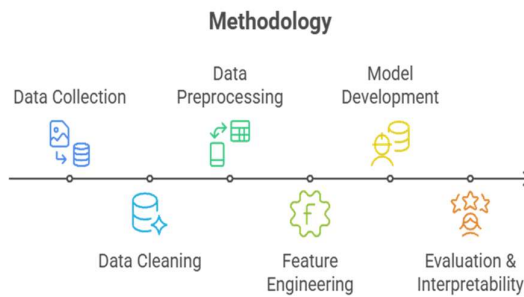 Methodology
Data Collection
Data
Preprocessing
Model
Development
Data Cleaning
f
Feature
Engineering
Evaluation &
Interpretability